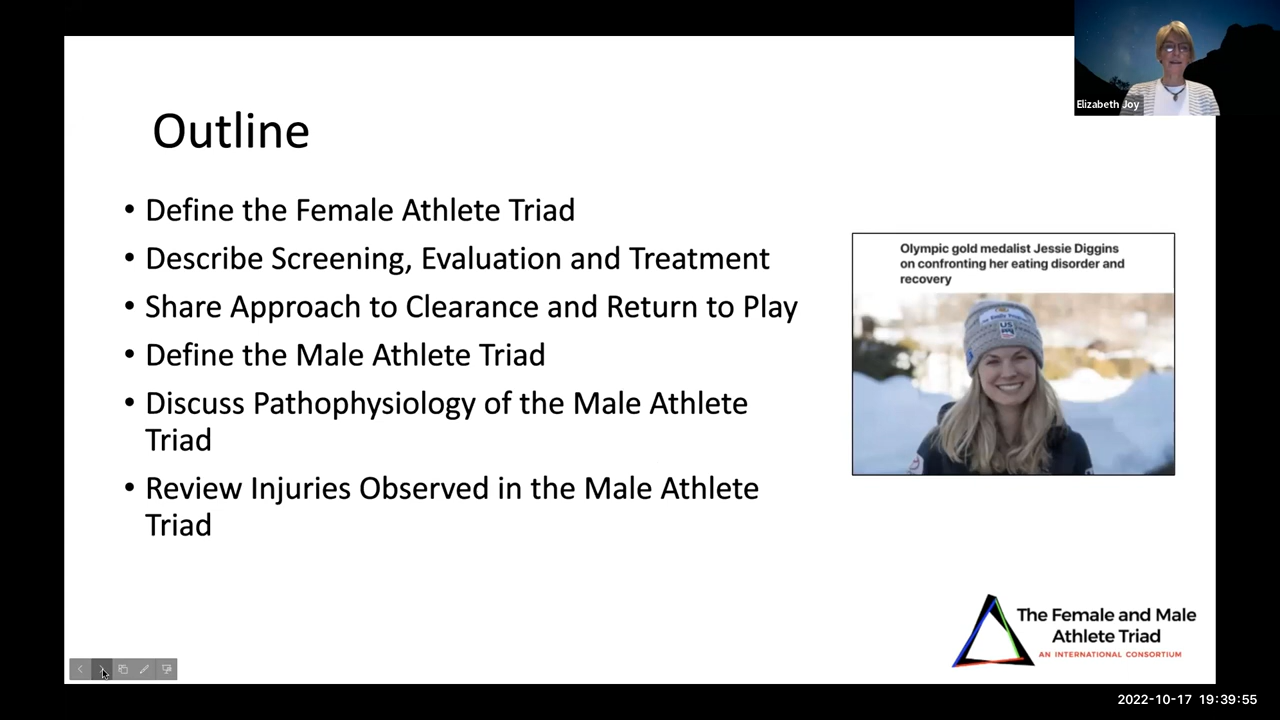 Elizabeth Joy
Outline
• Define the Female Athlete Triad
• Describe Screening, Evaluation and Treatment
• Share Approach to Clearance and Return to Play
• Define the Male Athlete Triad
• Discuss Pathophysiology of the Male Athlete
Triad
• Review Injuries Observed in the Male Athlete
Triad
Olympic gold medalist Jessie Diggins
on confronting her eating disorder and
recovery
US
The Female and Male
Athlete Triad
AN INTERNATIONAL CONSORTIUM
2022-10-17 19:39:55